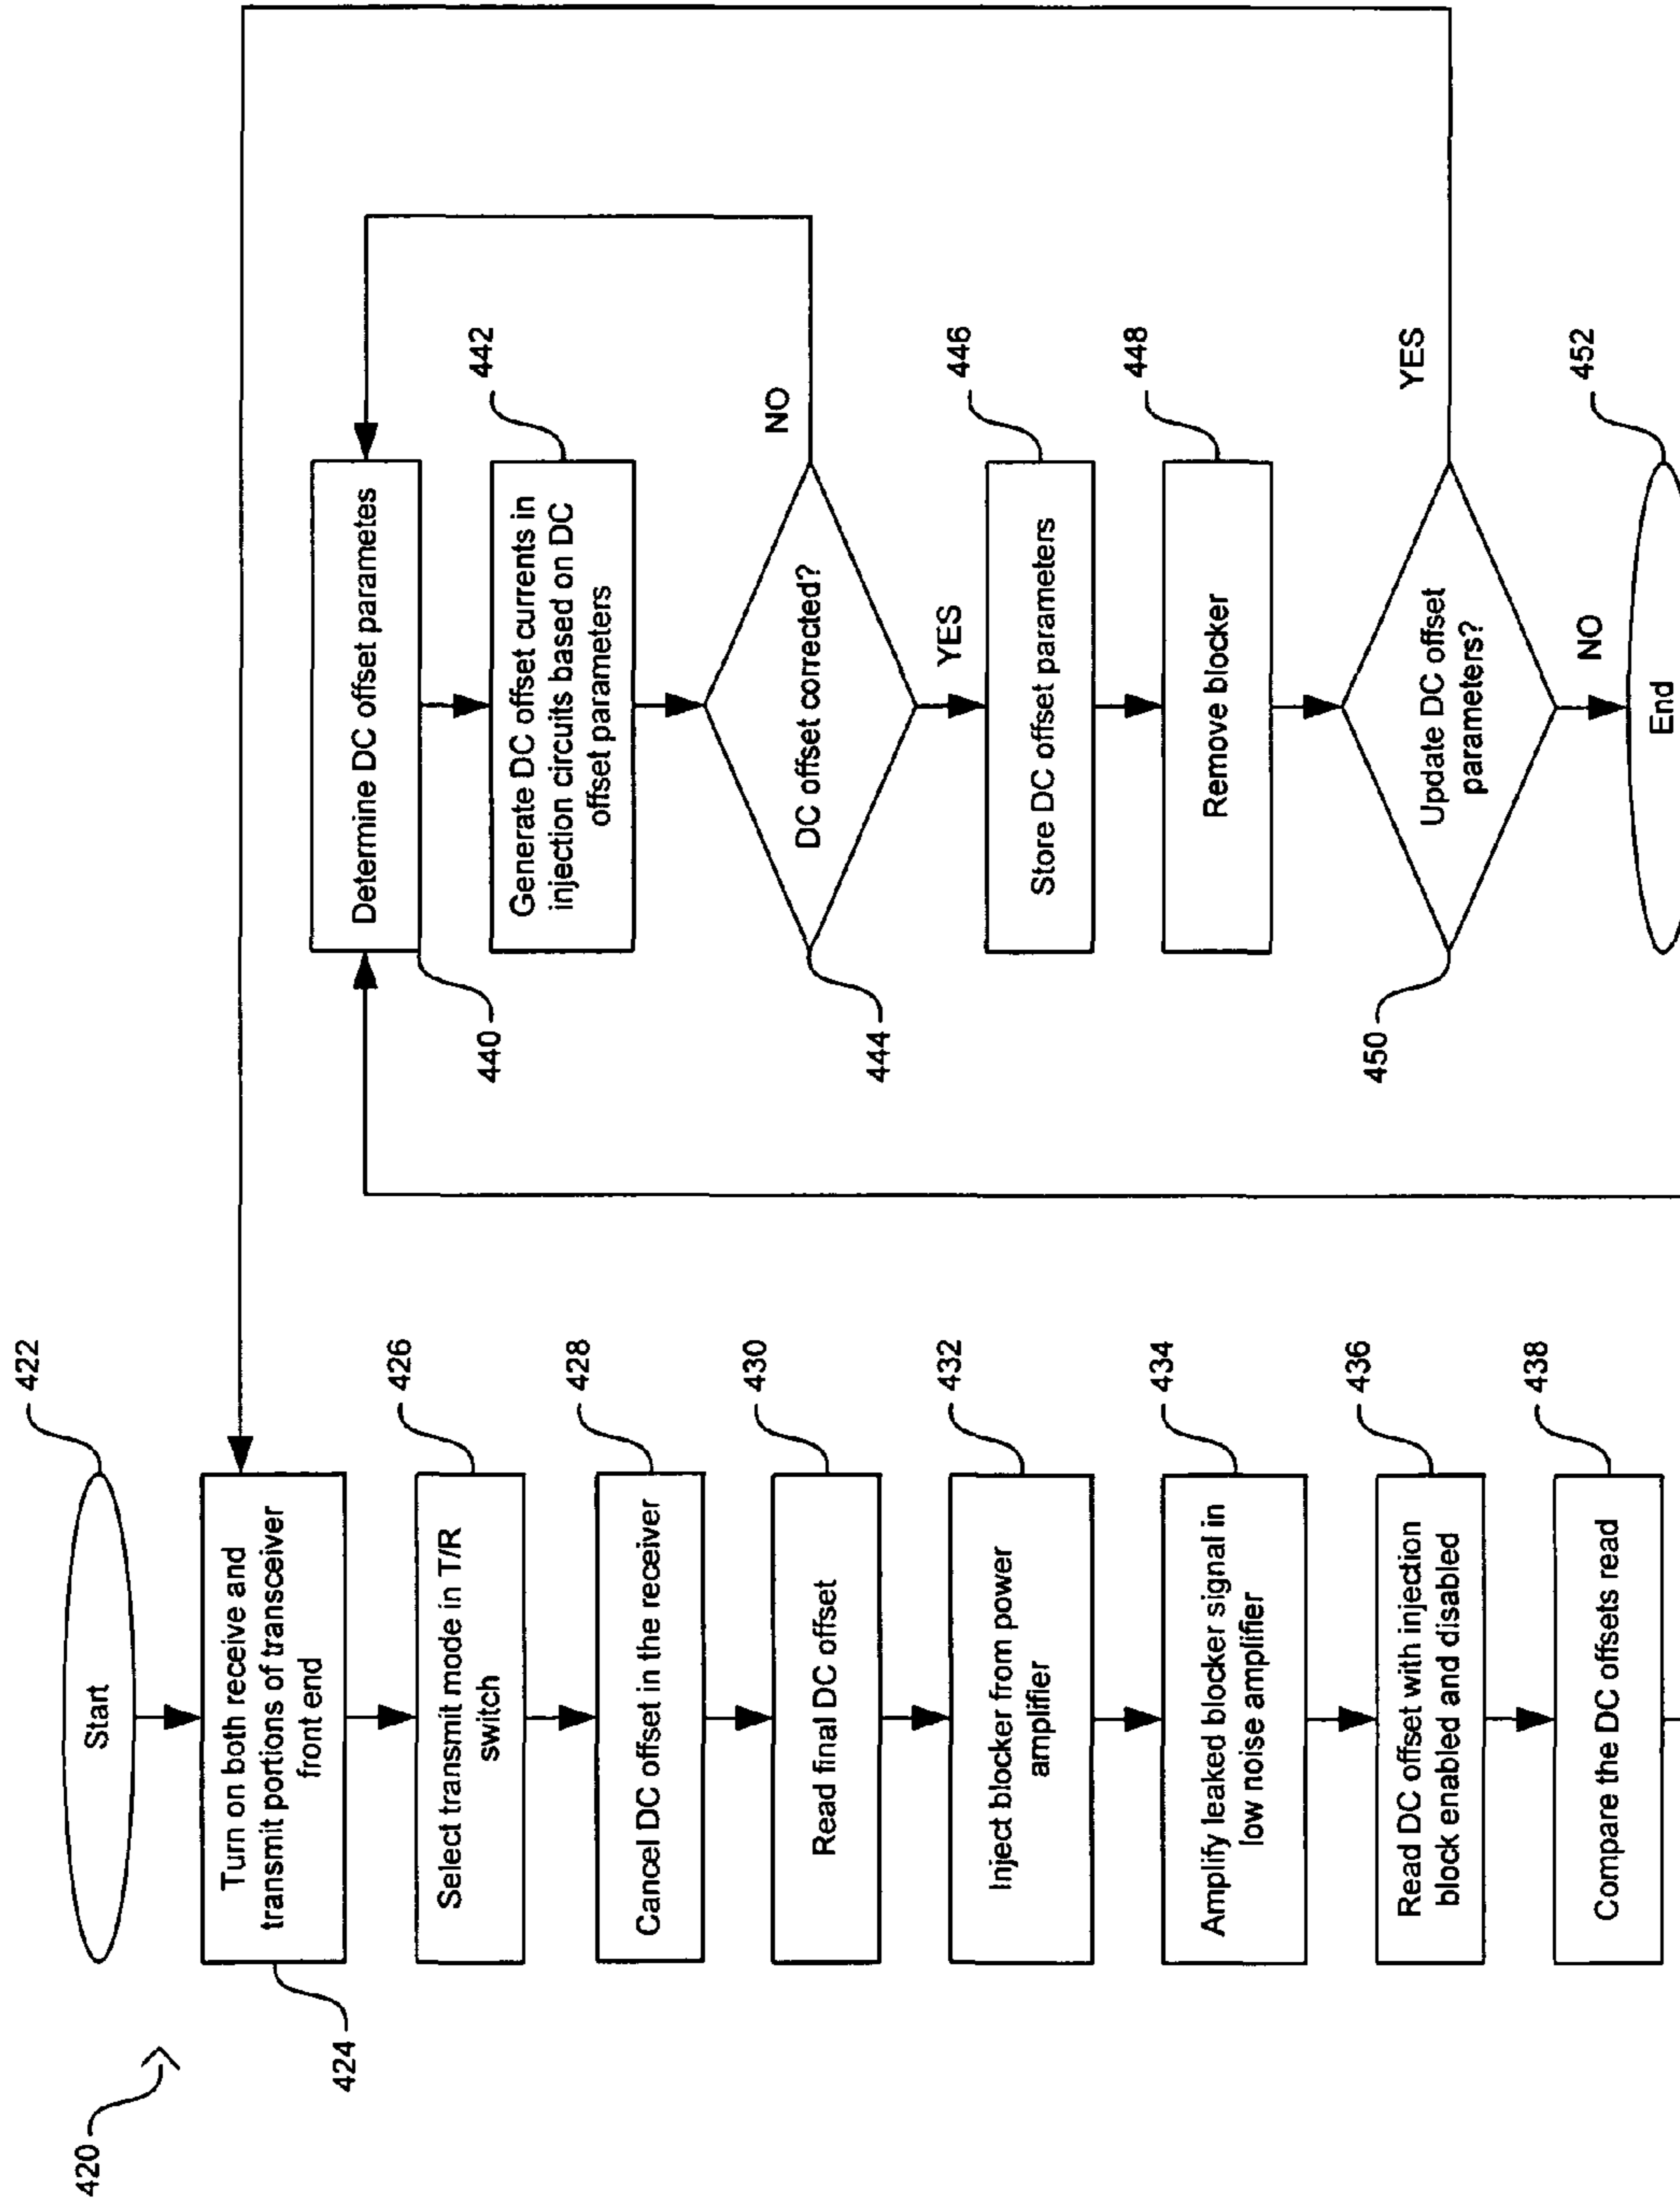 420
Start
422
Turn on both receive and
transmit portions of transceiver
front end
424
Select transmit mode in T/R
switch
426
Cancel DC offset in the receiver
428
Read final DC offset
430
Inject blocker from power
amplifier
432
Amplify leaked blocker signal in
low noise amplifier
434
Read DC offset with injection
block enabled and disabled
436
Compare the DC offsets read
438
Determine DC offset parametes
440
Generate DC offset currents in
injection circuits based on DC
offset parameters
442
DC offset corrected?
444
NO
YES
Store DC offset parameters
446
Remove blocker
448
Update DC offset
parameters?
450
YES
NO
End
452